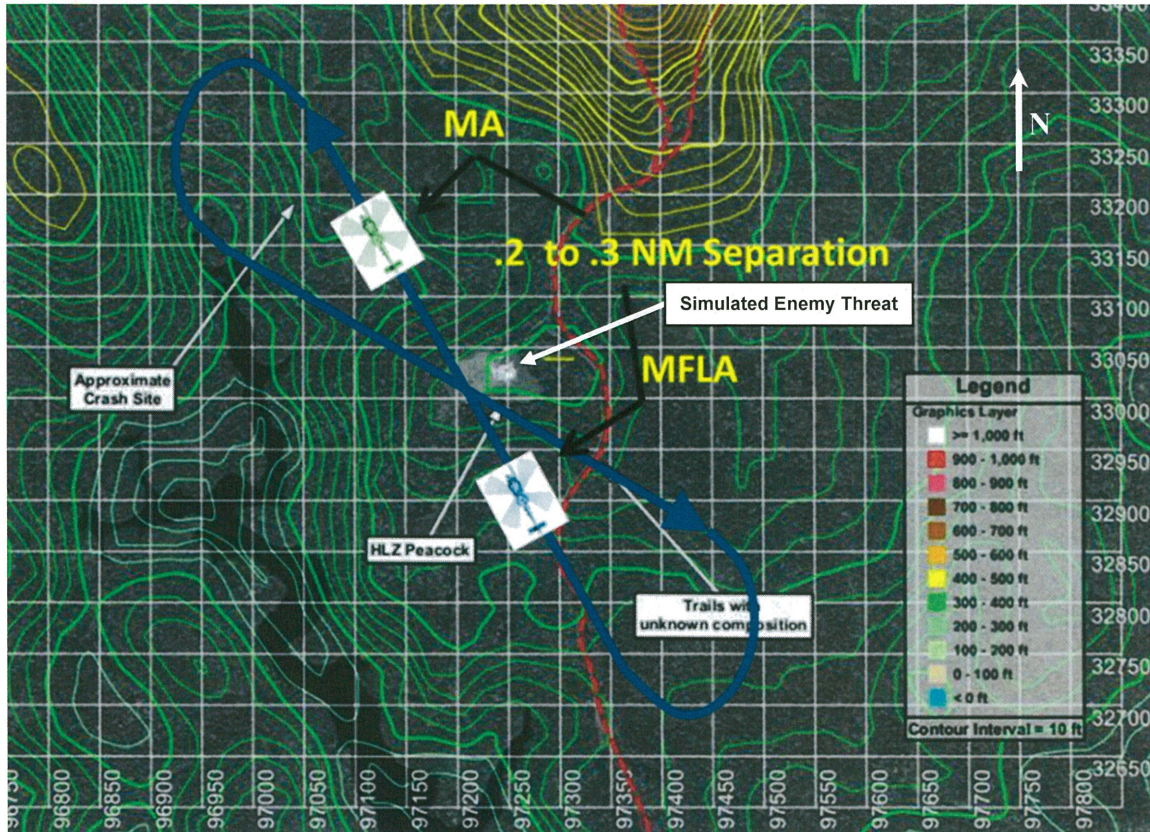 33400
33350
33300
33250
33200
33150
33100
33050
33000
32950
32900
32850
32800
32750
32700
32650
N
MA
.2 to .3 NM Separation
Simulated Enemy Threat
MFLA
Approximate
Crash Site
HLZ Peacock
Trails with
unknown composition
Legend
Graphics Layer
>= 1,000 ft
900 - 1,000 ft
800 - 900 ft
700 - 800 ft
600 - 700 ft
500 - 600 ft
400 - 500 ft
300 - 400 ft
200 - 300 ft
100 - 200 ft
0 - 100 ft
< 0 ft
Contour Interval = 10 ft
96750
96800
96850
96900
96950
97000
97050
97100
97150
97200
97250
97300
97350
97400
97450
97500
97550
97600
97650
97700
97750
97800